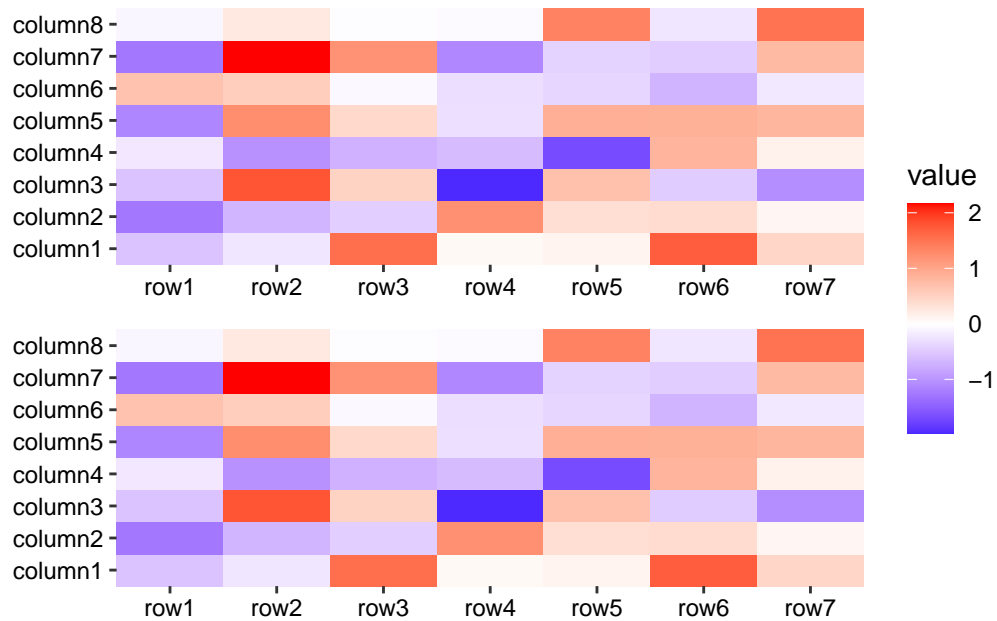 column8
column7
column6
column5
column4
column3
column2
column1
row1 row2 row3 row4 row5 row6 row7
column8
column7
column6
column5
column4
column3
column2
column1
row1 row2 row3 row4 row5 row6 row7
value
2
1
0
−1